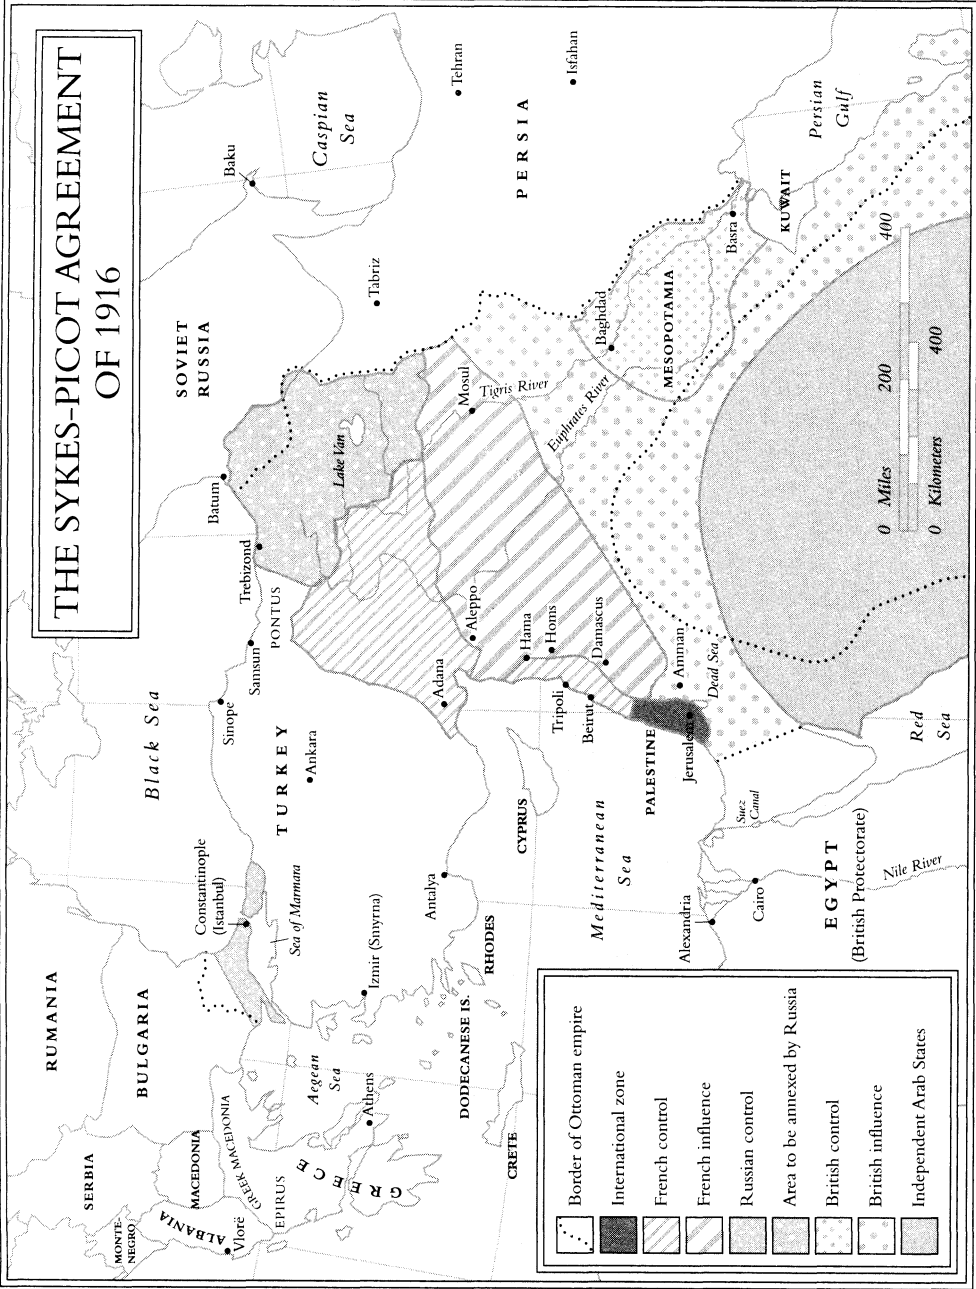 THE SYKES-PICOT AGREEMENT
OF 1916
RUMANIA
SERBIA
BULGARIA
MONTE-
NEGRO
MACEDONIA
ALBANIA
Vlorë
GREEK MACEDONIA
EPIRUS
GREECE
Athens
Aegean
Sea
CRETE
DODECANESE IS.
RHODES
Constantinople
(Istanbul)
Sea of Marmara
Izmir (Smyrna)
Antalya
Black Sea
TURKEY
Ankara
Sinope
Samsun
PONTUS
Trebizond
Batum
SOVIET
RUSSIA
Baku
Caspian
Sea
Tabriz
Tehran
Isfahan
PERSIA
Lake Van
Adana
Aleppo
Mosul
Tigris River
Euphrates River
Hama
Homs
Damascus
Tripoli
Beirut
CYPRUS
Mediterranean
Sea
PALESTINE
Jerusalem
Amman
Dead Sea
Baghdad
MESOPOTAMIA
Basra
KUWAIT
Persian
Gulf
Suez
Canal
Alexandria
Cairo
EGYPT
(British Protectorate)
Nile River
Red
Sea
0 Miles 200 400
0 Kilometers 400
Border of Ottoman empire
International zone
French control
French influence
Russian control
Area to be annexed by Russia
British control
British influence
Independent Arab States